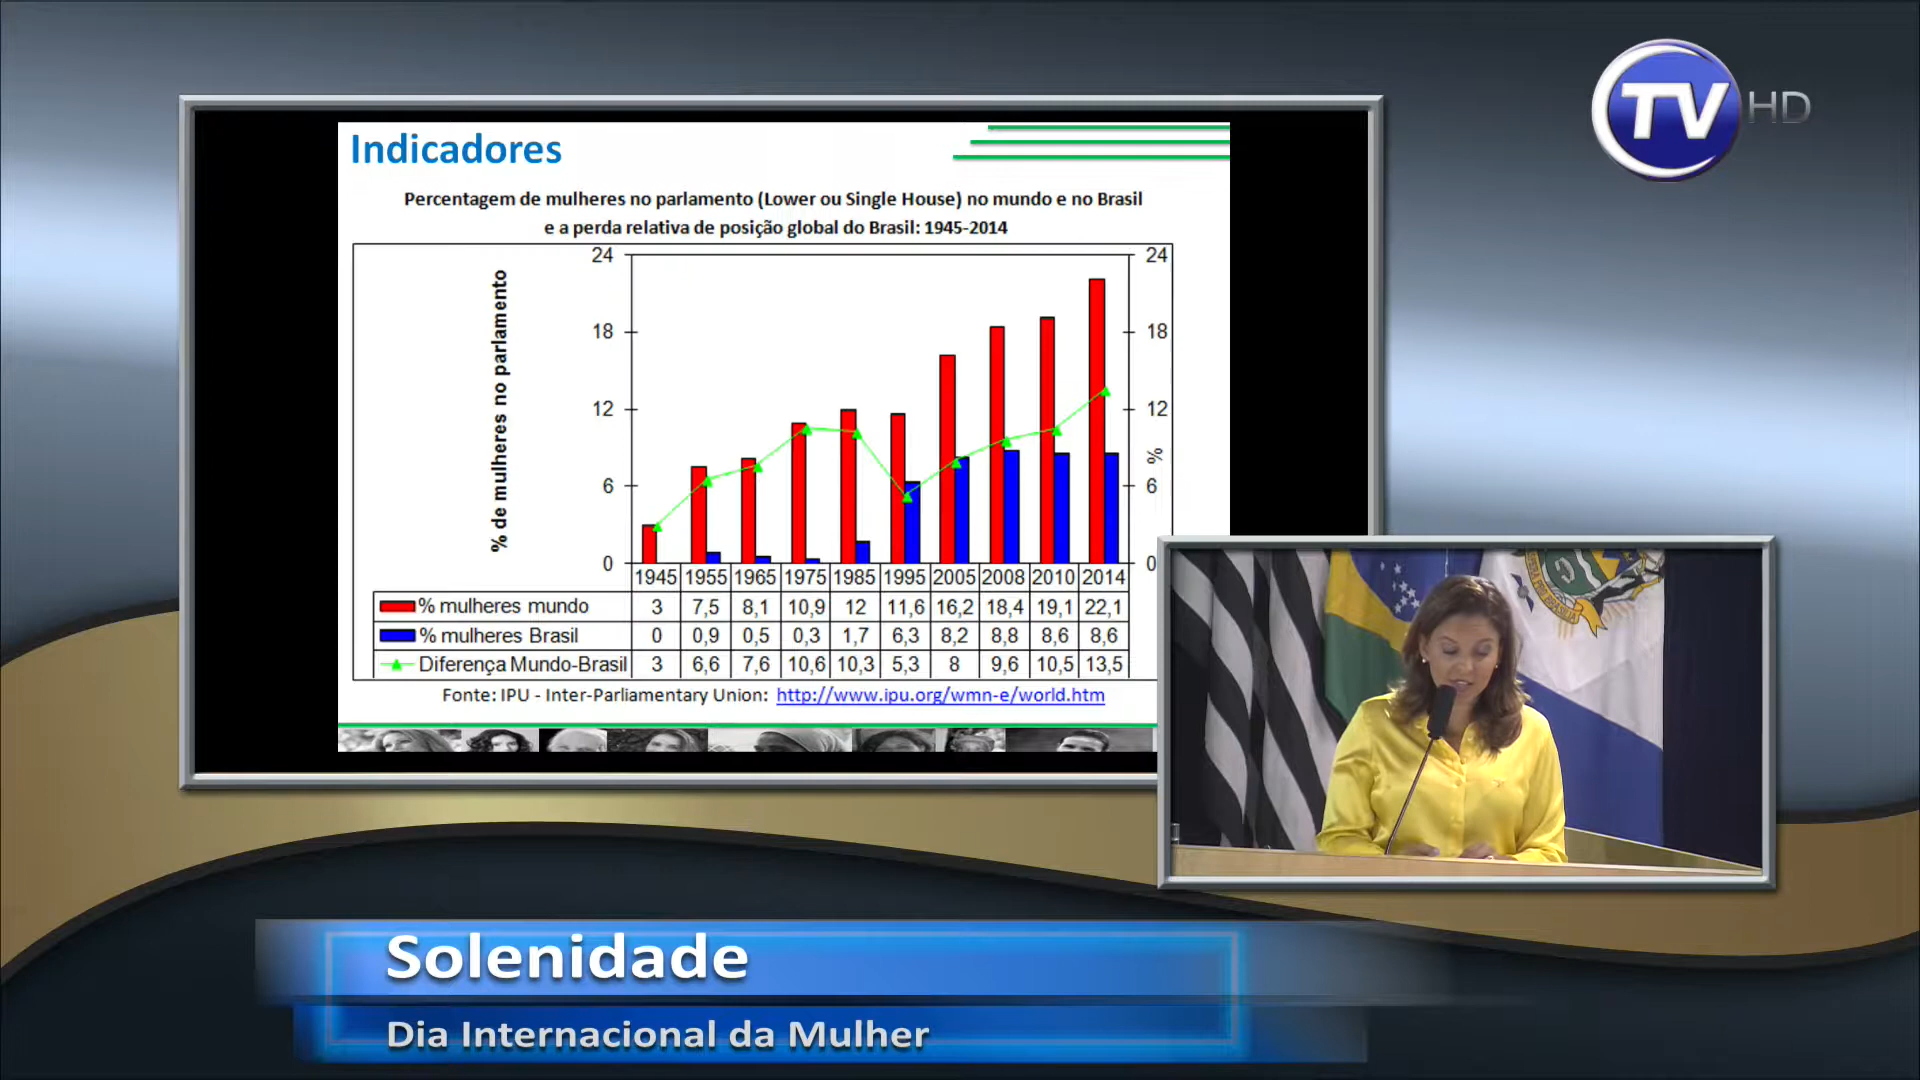 TV HD
Indicadores
Percentagem de mulheres no parlamento (Lower ou Single House) no mundo e no Brasil
e a perda relativa de posição global do Brasil: 1945-2014
% de mulheres no parlamento
24 24
18 18
12 12
%
6 6
0 0
1945 1955 1965 1975 1985 1995 2005 2008 2010 2014
% mulheres mundo 3 7,5 8,1 10,9 12 11,6 16,2 18,4 19,1 22,1
% mulheres Brasil 0 0,9 0,5 0,3 1,7 6,3 8,2 8,8 8,6 8,6
Diferença Mundo-Brasil 3 6,6 7,6 10,6 10,3 5,3 8 9,6 10,5 13,5
Fonte: IPU - Inter-Parliamentary Union: http://www.ipu.org/wmn-e/world.htm
Solenidade
Dia Internacional da Mulher